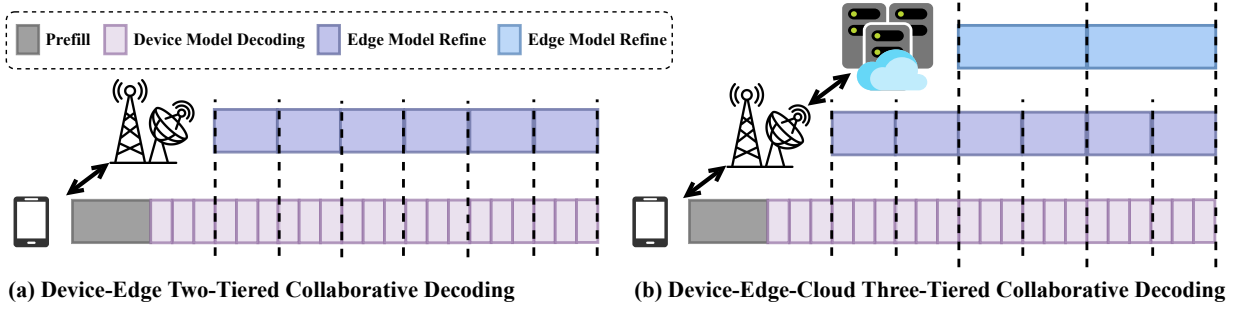 Prefill Device Model Decoding Edge Model Refine Edge Model Refine
(a) Device-Edge Two-Tiered Collaborative Decoding
(b) Device-Edge-Cloud Three-Tiered Collaborative Decoding